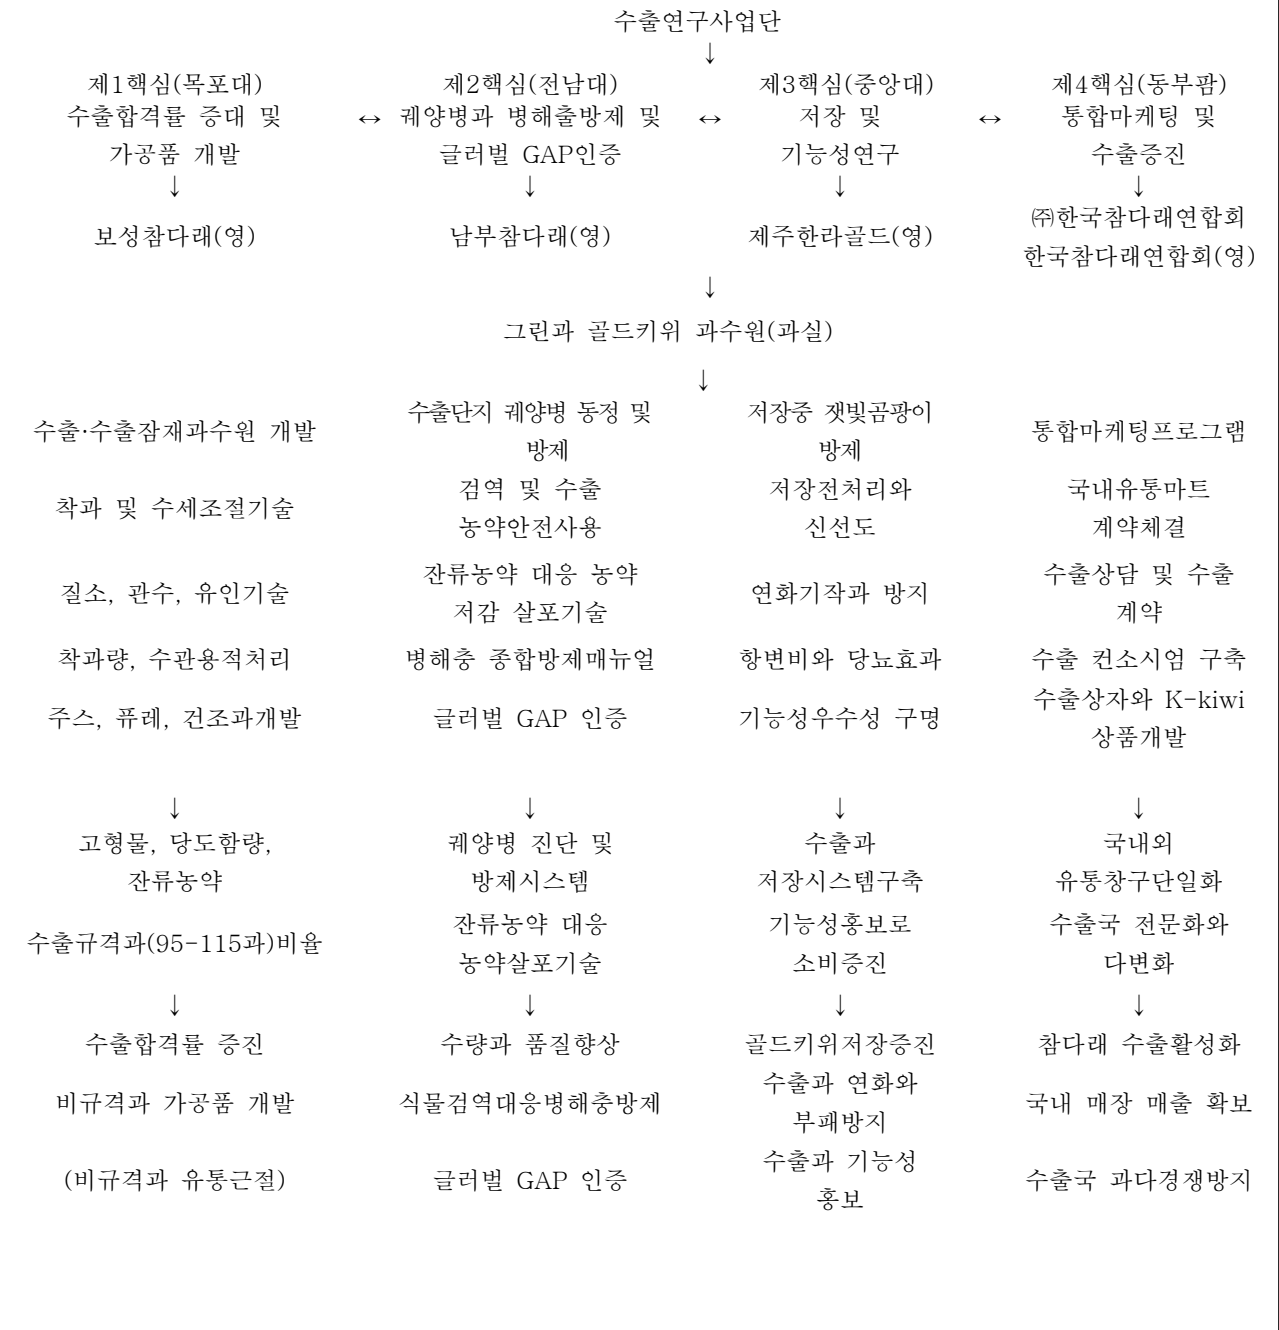 수출연구사업단
↓
제1핵심(목포대) 제2핵심(전남대) 제3핵심(중앙대) 제4핵심(동부팜)
수출합격률 증대 및 ↔ 궤양병과 병해출방제 및 ↔ 저장 및 ↔ 통합마케팅 및
가공품 개발 글러벌 GAP인증 기능성연구 수출증진
↓ ↓ ↓ ↓
㈜한국참다래연합회
보성참다래(영) 남부참다래(영) 제주한라골드(영)
한국참다래연합회(영)
↓
그린과 골드키위 과수원(과실)
↓
수출단지 궤양병 동정 및 저장중 잿빛곰팡이
수출·수출잠재과수원 개발 통합마케팅프로그램
방제 방제
검역 및 수출 저장전처리와 국내유통마트
착과 및 수세조절기술
농약안전사용 신선도 계약체결
잔류농약 대응 농약 수출상담 및 수출
질소, 관수, 유인기술 연화기작과 방지
저감 살포기술 계약
착과량, 수관용적처리 병해충 종합방제매뉴얼 항변비와 당뇨효과 수출 컨소시엄 구축
수출상자와 K-kiwi
주스, 퓨레, 건조과개발 글러벌 GAP 인증 기능성우수성 구명
상품개발
↓ ↓ ↓ ↓
고형물, 당도함량, 궤양병 진단 및 수출과 국내외
잔류농약 방제시스템 저장시스템구축 유통창구단일화
잔류농약 대응 기능성홍보로 수출국 전문화와
수출규격과(95-115과)비율
농약살포기술 소비증진 다변화
↓ ↓ ↓ ↓
수출합격률 증진 수량과 품질향상 골드키위저장증진 참다래 수출활성화
수출과 연화와
비규격과 가공품 개발 식물검역대응병해충방제 국내 매장 매출 확보
부패방지
수출과 기능성
(비규격과 유통근절) 글러벌 GAP 인증 수출국 과다경쟁방지
홍보